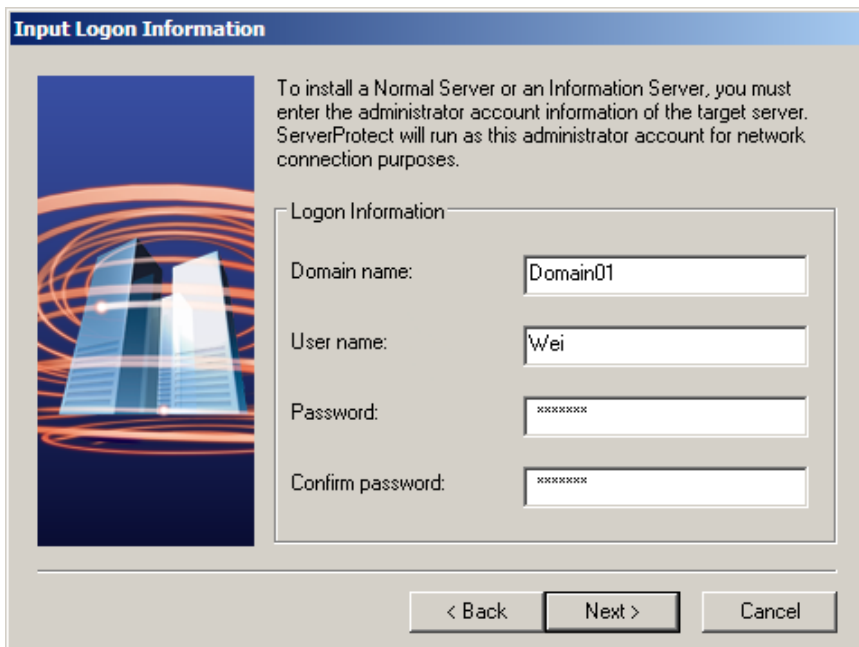 Input Logon Information
To install a Normal Server or an Information Server, you must
enter the administrator account information of the target server.
ServerProtect will run as this administrator account for network
connection purposes.
Logon Information
Domain name: Domain01
User name: Wei
Password: *******
Confirm password: *******
< Back Next > Cancel